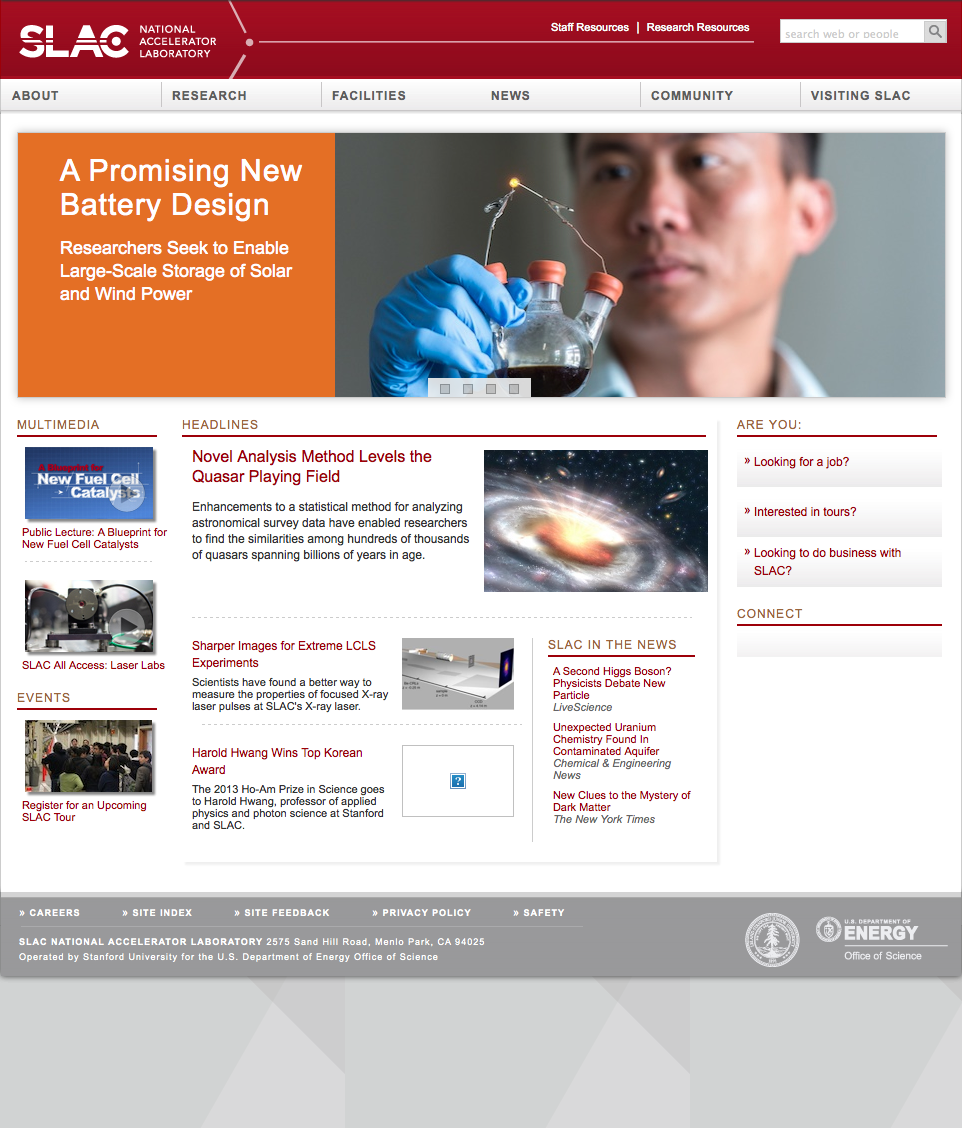 SLAC NATIONAL
ACCELERATOR
LABORATORY
Staff Resources | Research Resources
search web or people
ABOUT
RESEARCH
FACILITIES
NEWS
COMMUNITY
VISITING SLAC
A Promising New
Battery Design
Researchers Seek to Enable
Large-Scale Storage of Solar
and Wind Power
MULTIMEDIA
A Blueprint for
New Fuel Cell
Catalysts
Public Lecture: A Blueprint for
New Fuel Cell Catalysts
SLAC All Access: Laser Labs
EVENTS
Register for an Upcoming
SLAC Tour
HEADLINES
Novel Analysis Method Levels the
Quasar Playing Field
Enhancements to a statistical method for analyzing
astronomical survey data have enabled researchers
to find the similarities among hundreds of thousands
of quasars spanning billions of years in age.
Sharper Images for Extreme LCLS
Experiments
Scientists have found a better way to
measure the properties of focused X-ray
laser pulses at SLAC's X-ray laser.
Harold Hwang Wins Top Korean
Award
The 2013 Ho-Am Prize in Science goes
to Harold Hwang, professor of applied
physics and photon science at Stanford
and SLAC.
?
SLAC IN THE NEWS
A Second Higgs Boson?
Physicists Debate New
Particle
LiveScience
Unexpected Uranium
Chemistry Found In
Contaminated Aquifer
Chemical & Engineering
News
New Clues to the Mystery of
Dark Matter
The New York Times
ARE YOU:
» Looking for a job?
» Interested in tours?
» Looking to do business with
SLAC?
CONNECT
» CAREERS
» SITE INDEX
» SITE FEEDBACK
» PRIVACY POLICY
» SAFETY
SLAC NATIONAL ACCELERATOR LABORATORY 2575 Sand Hill Road, Menlo Park, CA 94025
Operated by Stanford University for the U.S. Department of Energy Office of Science
U.S. DEPARTMENT OF
ENERGY
Office of Science